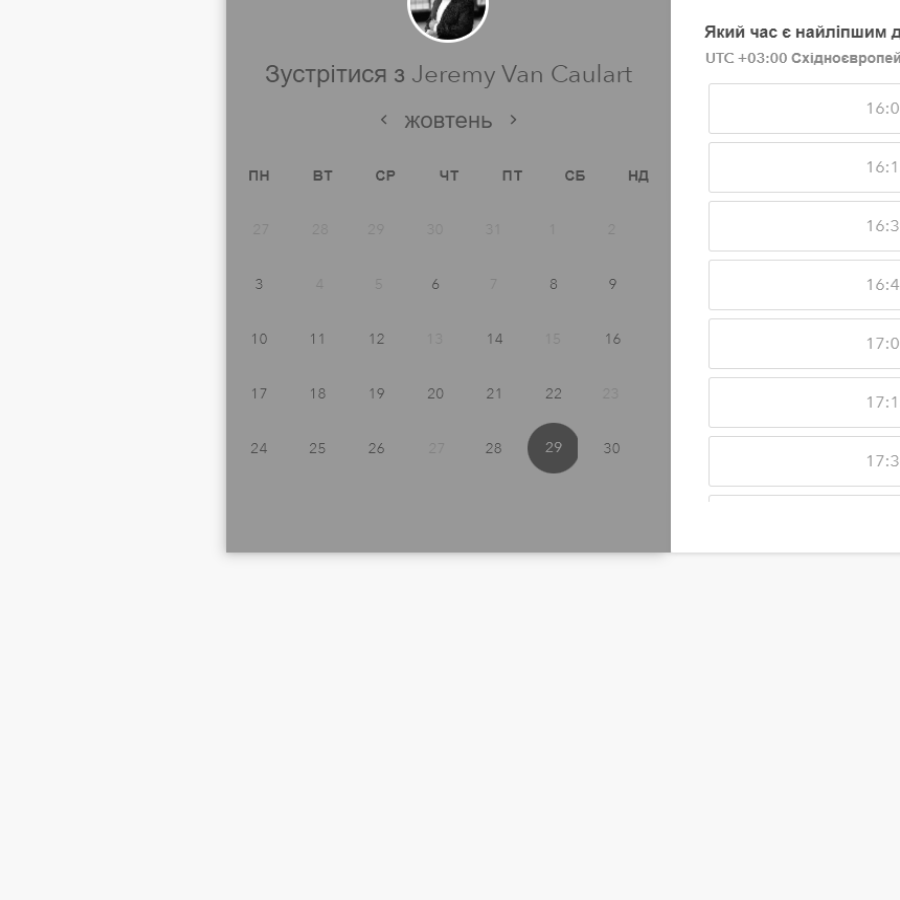 Зустрітися з Jeremy Van Caulart
жовтень
ПН ВТ СР ЧТ ПТ СБ НД
27 28 29 30 31 1 2
3 4 5 6 7 8 9
10 11 12 13 14 15 16
17 18 19 20 21 22 23
24 25 26 27 28 29 30
Який час є найліпшим
UTC +03:00
16:0
16:1
16:3
16:4
17:0
17:1
17:3